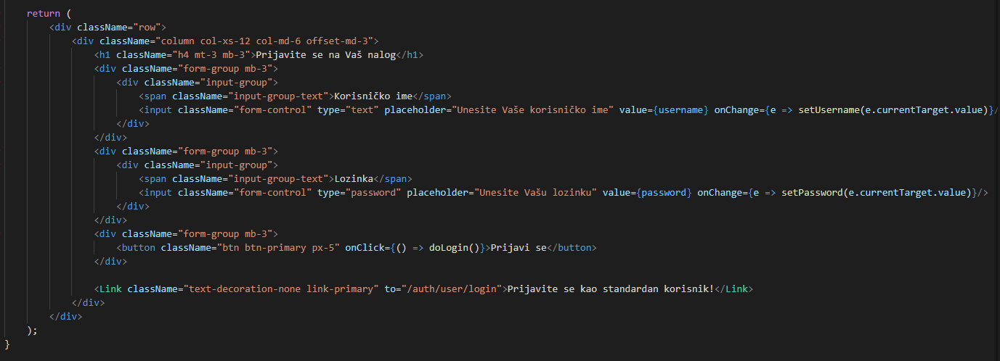 return (
<div className="row">
<div className="column col-xs-12 col-md-6 offset-md-3">
<h1 className="h4 mt-3 mb-3">Prijavite se na Vaš nalog</h1>
<div className="form-group mb-3">
<div className="input-group">
<span className="input-group-text">Korisničko ime</span>
<input className="form-control" type="text" placeholder="Unesite Vaše korisničko ime" value={username} onChange={e => setUsername(e.currentTarget.value)}/
</div>
</div>
<div className="form-group mb-3">
<div className="input-group">
<span className="input-group-text">Lozinka</span>
<input className="form-control" type="password" placeholder="Unesite Vašu lozinku" value={password} onChange={e => setPassword(e.currentTarget.value)}/>
</div>
</div>
<div className="form-group mb-3">
<button className="btn btn-primary px-5" onClick={() => doLogin()}>Prijavi se</button>
</div>
<Link className="text-decoration-none link-primary" to="/auth/user/login">Prijavite se kao standardan korisnik!</Link>
</div>
</div>
);
}